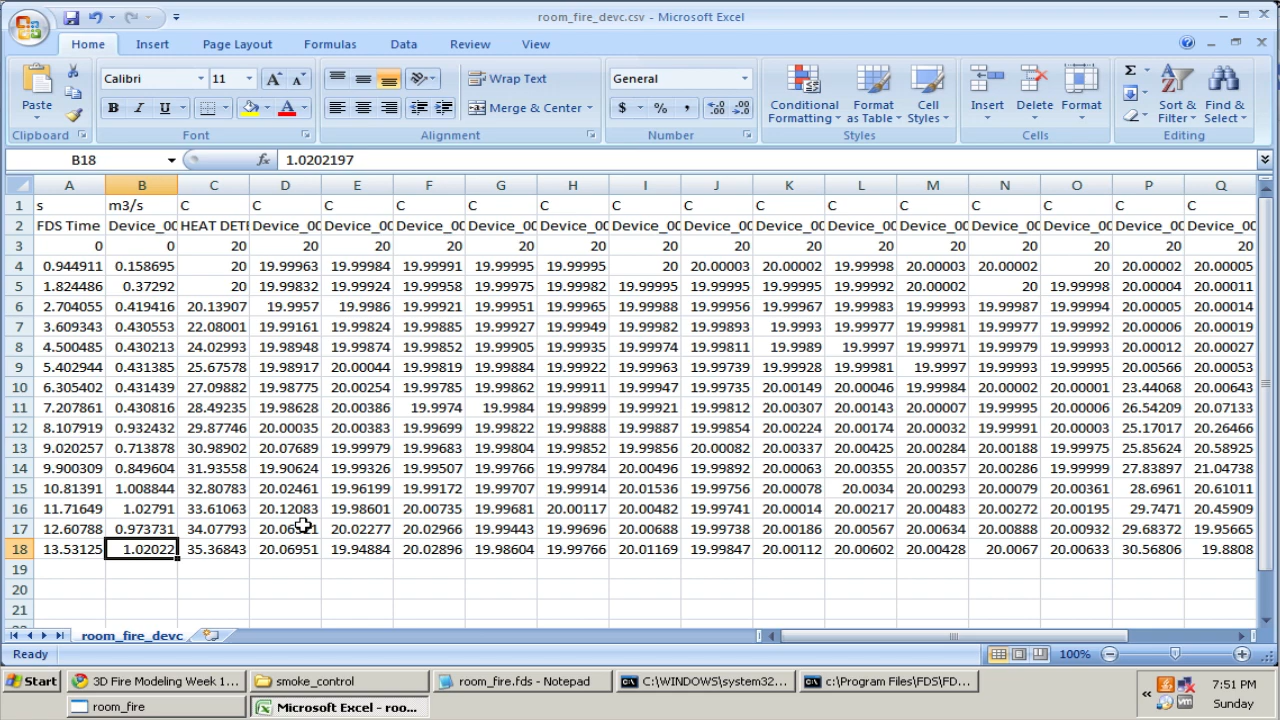 room_fire_devc.csv - Microsoft Excel
Home Insert Page Layout Formulas Data Review View
Paste Calibri 11 Wrap Text General Conditional Formatting Format as Table Cell Styles Insert Delete Format Sort & Filter Find & Select
B I U Merge & Center $ % ,
Clipboard Font Alignment Number Styles Cells Editing
B18 fx 1.0202197
A B C D E F G H I J K L M N O P Q
1 s m3/s C C C C C C C C C C C C C C C
2 FDS Time Device_00 HEAT DETE Device_00 Device_00 Device_00 Device_00 Device_00 Device_00 Device_00 Device_00 Device_00 Device_00 Device_00 Device_00 Device_00 Device_00
3 0 0 20 20 20 20 20 20 20 20 20 20 20 20 20 20 20
4 0.944911 0.158695 20 19.99963 19.99984 19.99991 19.99995 19.99995 20 20.00003 20.00002 19.99998 20.00003 20.00002 20 20.00002 20.00005
5 1.824486 0.37292 20 19.99832 19.99924 19.99958 19.99975 19.99982 19.99995 19.99995 19.99995 19.99992 20.00002 20 19.99998 20.00004 20.00011
6 2.704055 0.419416 20.13907 19.9957 19.9986 19.99921 19.99951 19.99965 19.99988 19.99956 19.99967 19.99983 19.99993 19.99987 19.99994 20.00005 20.00014
7 3.609343 0.430553 22.08001 19.99161 19.99824 19.99885 19.99927 19.99949 19.99982 19.99893 19.9993 19.99977 19.99981 19.99977 19.99992 20.00006 20.00019
8 4.500485 0.430213 24.02993 19.98948 19.99874 19.99852 19.99905 19.99935 19.99974 19.99811 19.9989 19.9997 19.99971 19.9999 19.99993 20.00012 20.00027
9 5.402944 0.431385 25.67578 19.98917 20.00044 19.99819 19.99884 19.99922 19.99963 19.99739 19.99928 19.99981 19.9997 19.99993 19.99995 20.00566 20.00053
10 6.305402 0.431439 27.09882 19.98775 20.00254 19.99785 19.99862 19.99911 19.99947 19.99735 20.00149 20.00046 19.99984 20.00002 20.00001 23.44068 20.00643
11 7.207861 0.430816 28.49235 19.98628 20.00386 19.9974 19.9984 19.99899 19.99921 19.99812 20.00307 20.00143 20.00007 19.99995 20.00006 26.54209 20.07133
12 8.107919 0.932432 29.87746 20.00035 20.00383 19.99699 19.99822 19.99888 19.99887 19.99954 20.00224 20.00174 20.00032 19.99991 20.00003 25.17017 20.26466
13 9.020257 0.713878 30.98902 20.07689 19.99979 19.99683 19.99804 19.99852 19.99856 20.00082 19.99937 20.00425 20.00284 20.00188 19.99975 25.85624 20.58925
14 9.900309 0.849604 31.93558 19.90624 19.99326 19.99507 19.99766 19.99784 20.00496 19.99892 20.00063 20.00355 20.00357 20.00286 19.99999 27.83897 21.04738
15 10.81391 1.008844 32.80783 20.02461 19.96199 19.99172 19.99707 19.99914 20.01536 19.99756 20.00078 20.0034 20.00293 20.00079 20.00031 28.6961 20.61011
16 11.71649 1.02791 33.61063 20.12083 19.98601 20.00735 19.99681 20.00117 20.00482 19.99741 20.00018 20.00217 20.00483 20.00272 20.00195 29.7471 20.45909
17 12.60788 0.973731 34.07793 20.02277 20.02966 19.99443 19.99696 20.00688 19.99938 20.00186 20.00567 20.00634 20.00888 20.00932 29.68372 19.95665
18 13.53125 1.02022 35.36843 20.06951 19.94884 20.02896 19.98604 19.99766 20.01169 19.99847 20.00112 20.00602 20.00428 20.0067 20.00633 30.56806 19.8808
19
20
21
room_fire_devc
Ready 100%
Start 3D Fire Modeling Week 1... smoke_control room_fire.fds - Notepad C:\WINDOWS\system32... c:\Program Files\FDS\FD... 7:51 PM
room_fire Microsoft Excel - roo... Sunday